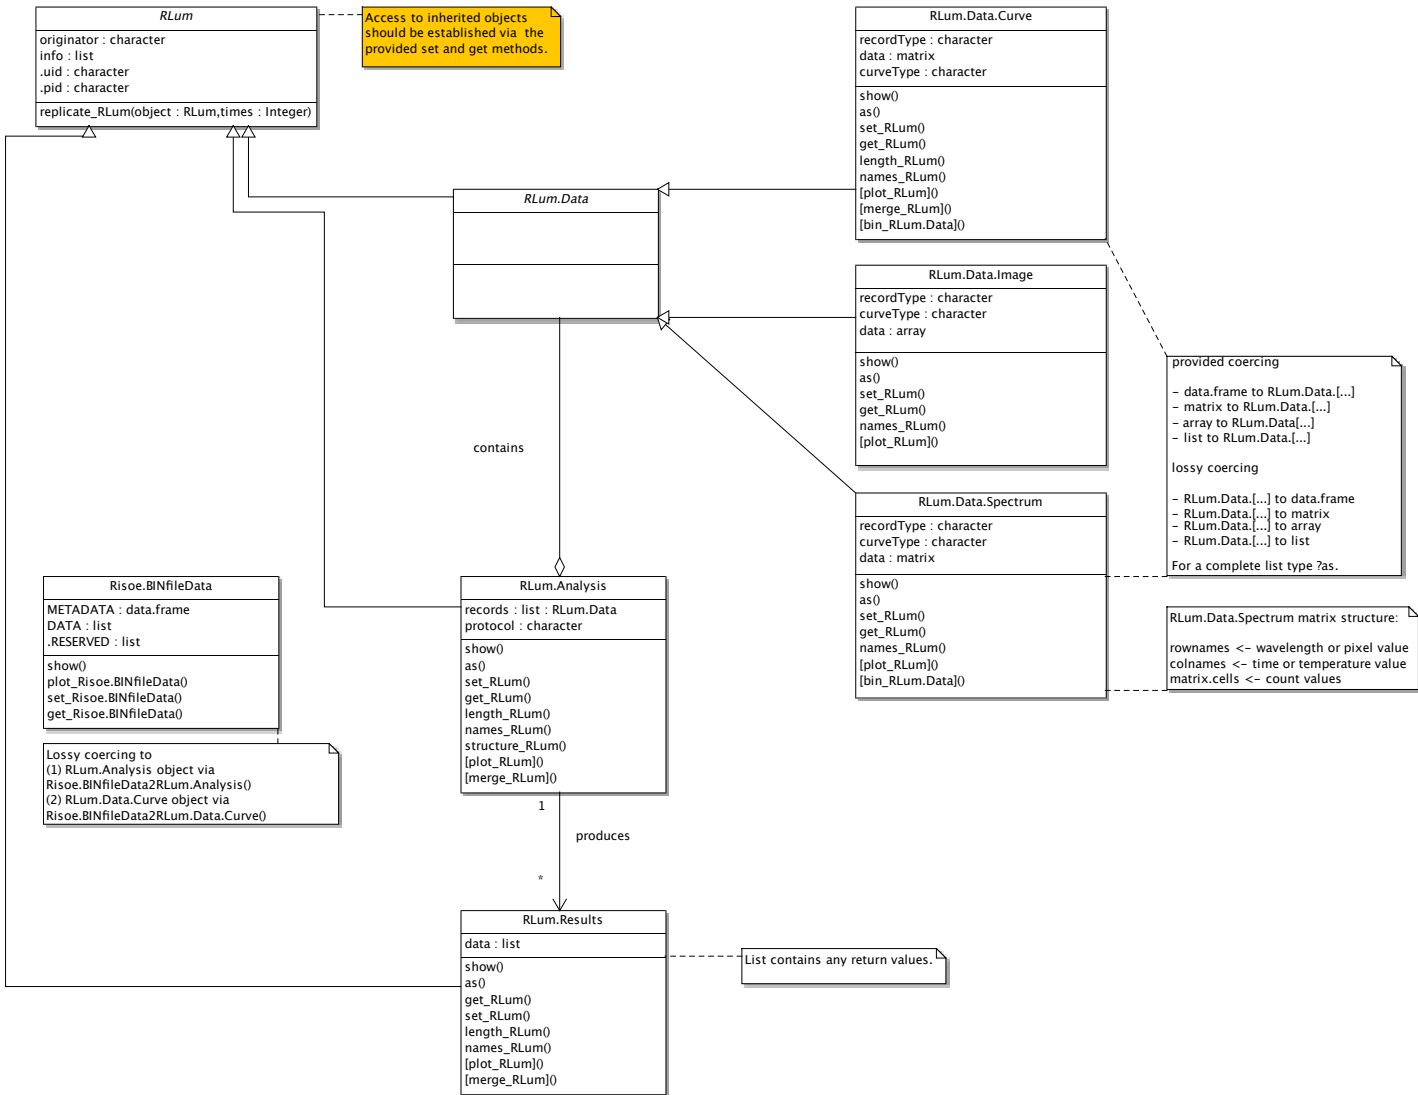 RLum
originator : character
info : list
.uid : character
.pid : character
replicate_RLum(object : RLum,times : Integer)
Access to inherited objects
should be established via the
provided set and get methods.
RLum.Data.Curve
recordType : character
data : matrix
curveType : character
show()
as()
set_RLum()
get_RLum()
length_RLum()
names_RLum()
[plot_RLum]()
[merge_RLum]()
[bin_RLum.Data]()
RLum.Data
RLum.Data.Image
recordType : character
curveType : character
data : array
show()
as()
set_RLum()
get_RLum()
names_RLum()
[plot_RLum]()
provided coercing
- data.frame to RLum.Data.[...]
- matrix to RLum.Data.[...]
- array to RLum.Data[...]
- list to RLum.Data.[...]
lossy coercing
- RLum.Data.[...] to data.frame
- RLum.Data.[...] to matrix
- RLum.Data.[...] to array
- RLum.Data.[...] to list
For a complete list type ?as.
contains
RLum.Data.Spectrum
recordType : character
curveType : character
data : matrix
show()
as()
set_RLum()
get_RLum()
names_RLum()
[plot_RLum]()
[bin_RLum.Data]()
RLum.Data.Spectrum matrix structure:
rownames <- wavelength or pixel value
colnames <- time or temperature value
matrix.cells <- count values
Risoe.BINfileData
METADATA : data.frame
DATA : list
.RESERVED : list
show()
plot_Risoe.BINfileData()
set_Risoe.BINfileData()
get_Risoe.BINfileData()
Lossy coercing to
(1) RLum.Analysis object via
Risoe.BINfileData2RLum.Analysis()
(2) RLum.Data.Curve object via
Risoe.BINfileData2RLum.Data.Curve()
RLum.Analysis
records : list : RLum.Data
protocol : character
show()
as()
set_RLum()
get_RLum()
length_RLum()
names_RLum()
structure_RLum()
[plot_RLum]()
[merge_RLum]()
1
produces
*
RLum.Results
data : list
show()
as()
get_RLum()
set_RLum()
length_RLum()
names_RLum()
[plot_RLum]()
[merge_RLum]()
List contains any return values.